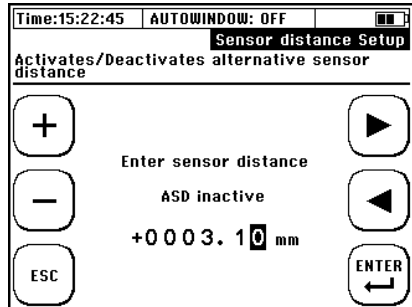 Time:15:22:45 AUTOWINDOW: OFF
Sensor distance Setup
Activates/Deactivates alternative sensor
distance
+
Enter sensor distance
−
ASD inactive
+0003.10 mm
ESC
ENTER